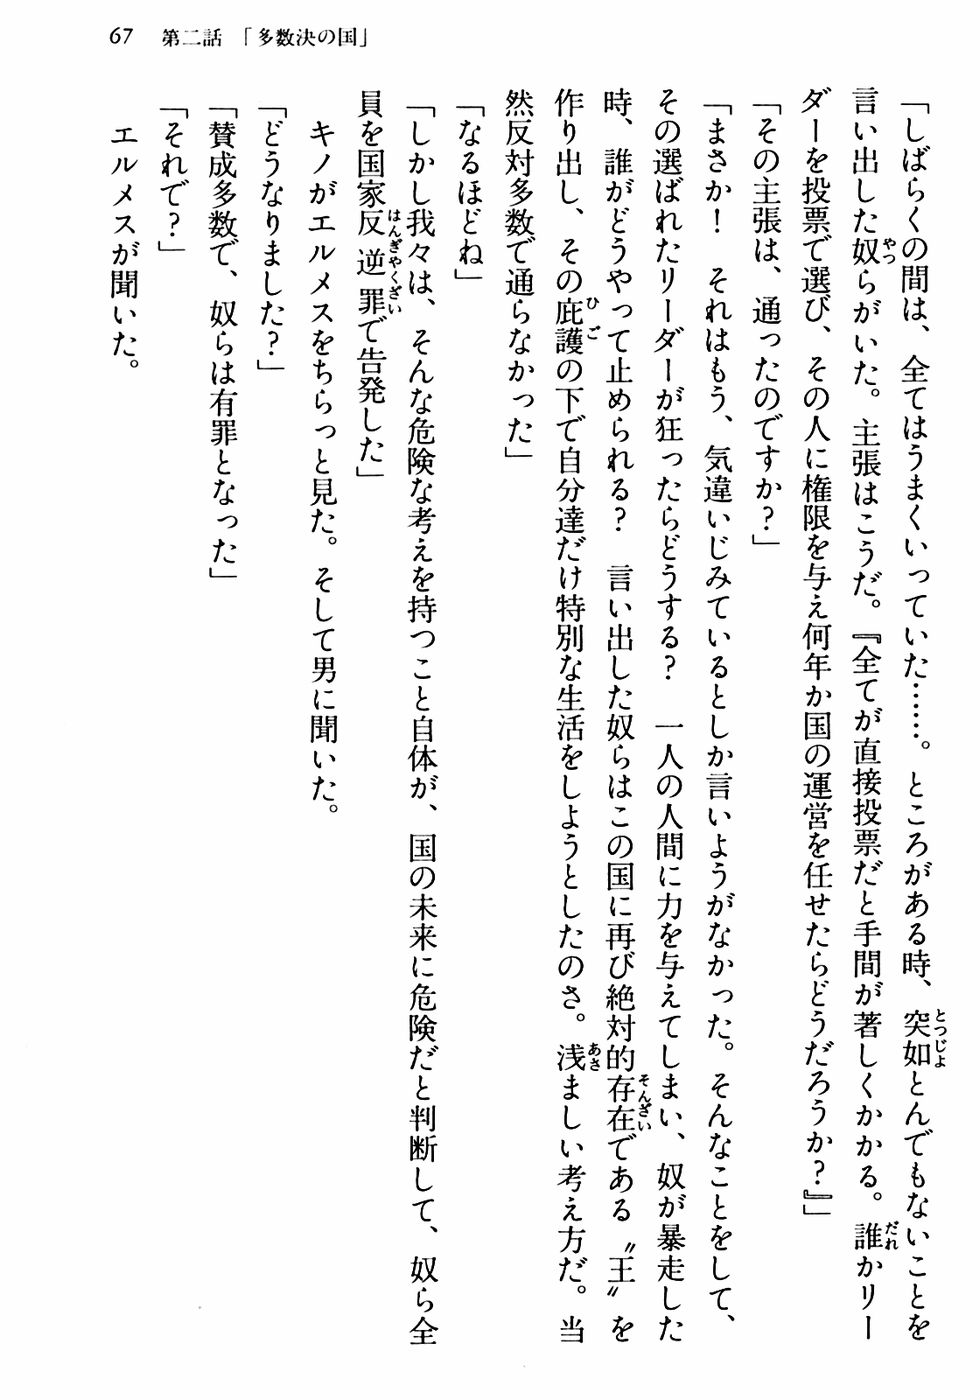 67　第二話　「多数決の国」
「しばらくの間は、全てはうまくいっていた……。ところがある時、突如とんでもないことを
言い出した奴らがいた。主張はこうだ。『全てが直接投票だと手間が著しくかかる。誰かリー
ダーを投票で選び、その人に権限を与え何年か国の運営を任せたらどうだろうか？』」
「その主張は、通ったのですか？」
「まさか！　それはもう、気違いじみているとしか言いようがなかった。そんなことをして、
その選ばれたリーダーが狂ったらどうする？　一人の人間に力を与えてしまい、奴が暴走した
時、誰がどうやって止められる？　言い出した奴らはこの国に再び絶対的存在である〝王〟を
作り出し、その庇護の下で自分達だけ特別な生活をしようとしたのさ。浅ましい考え方だ。当
然反対多数で通らなかった」
「なるほどね」
「しかし我々は、そんな危険な考えを持つこと自体が、国の未来に危険だと判断して、奴ら全
員を国家反逆罪で告発した」
　キノがエルメスをちらっと見た。そして男に聞いた。
「どうなりました？」
「賛成多数で、奴らは有罪となった」
「それで？」
　エルメスが聞いた。